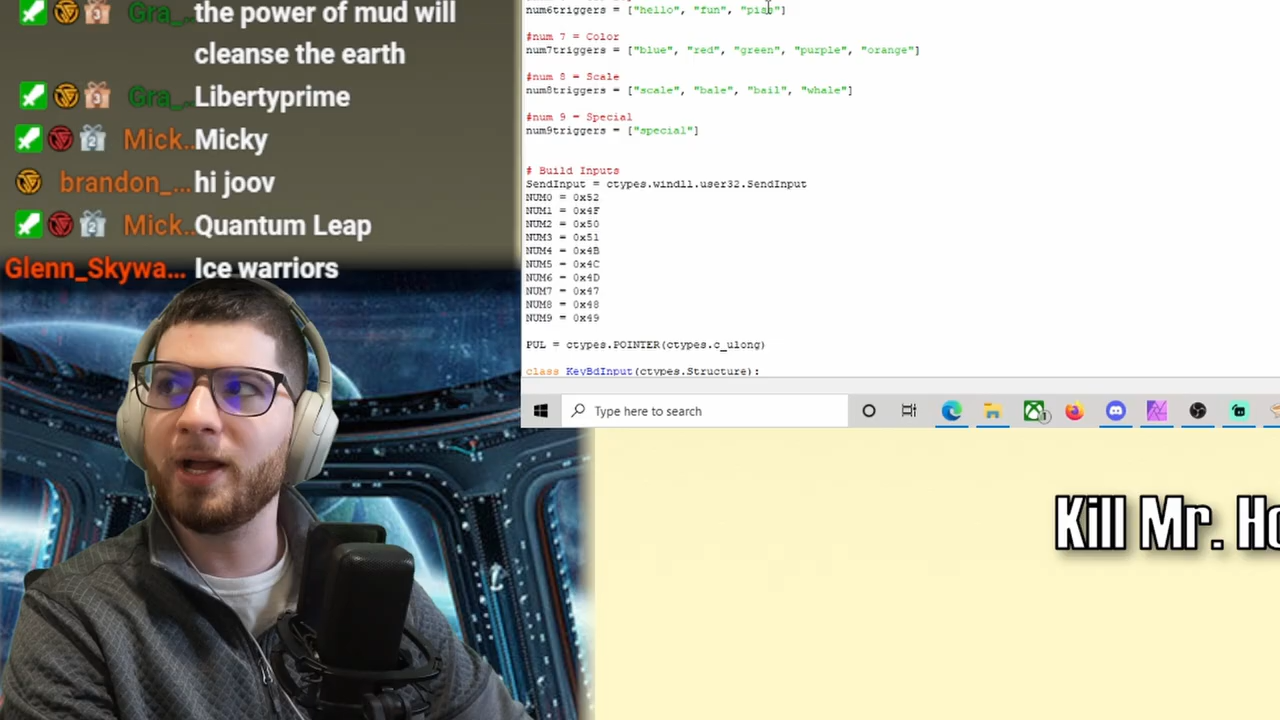 Gra_.. the power of mud will
cleanse the earth
Gra_.. Libertyprime
Mick.. Micky
brandon_... hi joov
Mick.. Quantum Leap
Glenn_Skywa... Ice warriors
num6triggers = ["hello", "fun",
#num 7 = Color
num7triggers = ["blue", "red", "green", "purple", "orange"]
#num 8 = Scale
num8triggers = ["scale", "bale", "bail", "whale"]
#num 9 = Special
num9triggers = ["special"]
# Build Inputs
SendInput = ctypes.windll.user32.SendInput
NUM0 = 0x52
NUM1 = 0x4F
NUM2 = 0x50
NUM3 = 0x51
NUM4 = 0x4B
NUM5 = 0x4C
NUM6 = 0x4D
NUM7 = 0x47
NUM8 = 0x48
NUM9 = 0x49
PUL = ctypes.POINTER(ctypes.c_ulong)
class KeyBdInput(ctypes.Structure):
Type here to search
Kill Mr. Ho